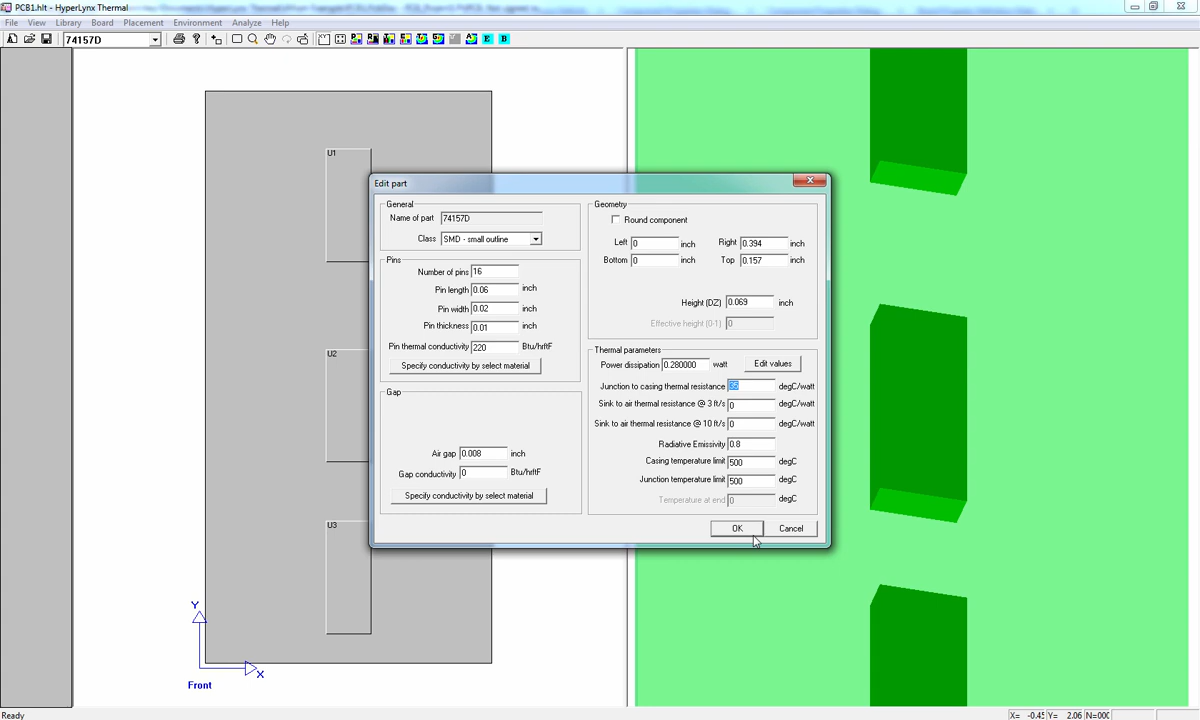 PCB1.hlt - HyperLynx Thermal
File View Library Board Placement Environment Analyze Help
74157D
U1
U2
U3
Y
X
Front
Edit part
General
Name of part 74157D
Class SMD - small outline
Pins
Number of pins 16
Pin length 0.06 inch
Pin width 0.02 inch
Pin thickness 0.01 inch
Pin thermal conductivity 220 Btu/hrftF
Specify conductivity by select material
Gap
Air gap 0.008 inch
Gap conductivity 0 Btu/hrftF
Specify conductivity by select material
Geometry
Round component
Left 0 inch Right 0.394 inch
Bottom 0 inch Top 0.157 inch
Height (DZ) 0.069 inch
Effective height (0-1) 0
Thermal parameters
Power dissipation 0.280000 watt Edit values
Junction to casing thermal resistance 35 degC/watt
Sink to air thermal resistance @ 3 ft/s 0 degC/watt
Sink to air thermal resistance @ 10 ft/s 0 degC/watt
Radiative Emissivity 0.8
Casing temperature limit 500 degC
Junction temperature limit 500 degC
Temperature at end 0 degC
OK Cancel
Ready
X= -0.45 Y= 2.06 N=000